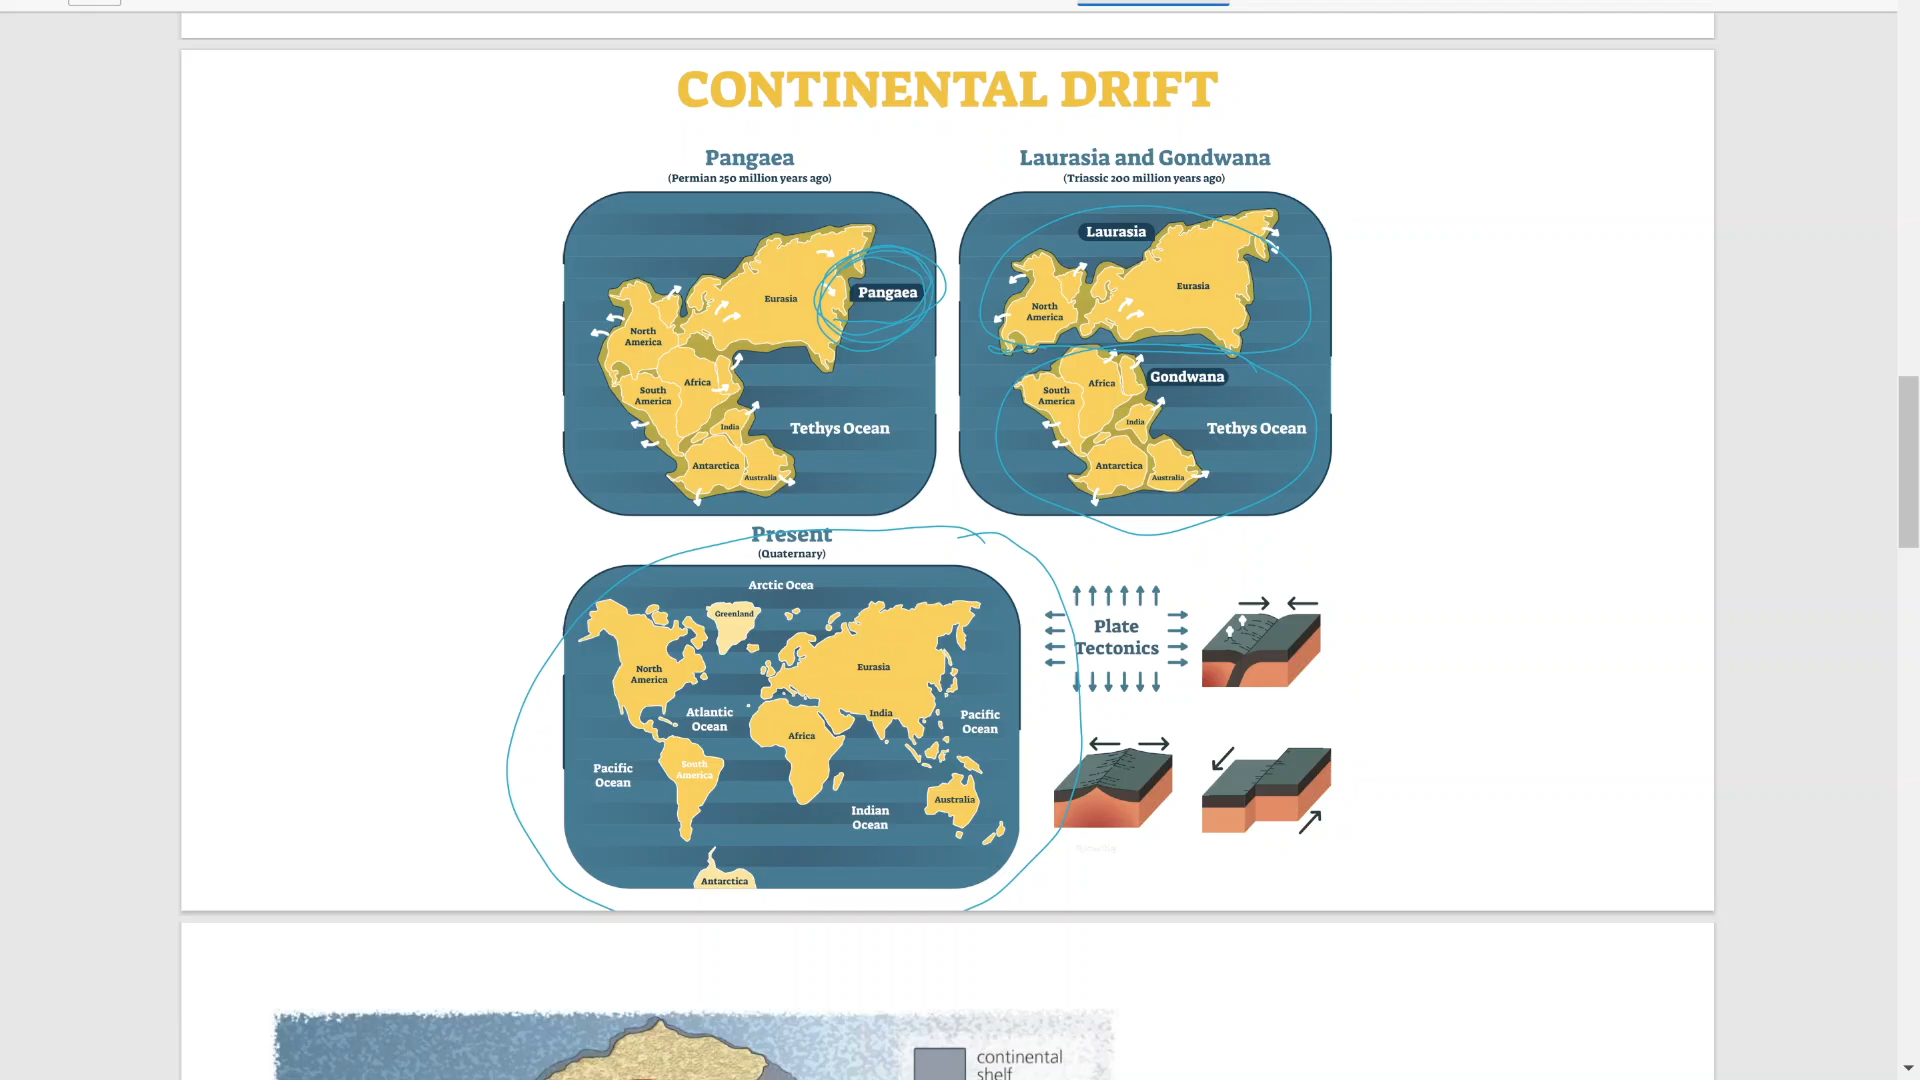 CONTINENTAL DRIFT
Pangaea
(Permian 250 million years ago)
Eurasia
Pangaea
North
America
Africa
South
America
India
Tethys Ocean
Antarctica
Australia
Laurasia and Gondwana
(Triassic 200 million years ago)
Laurasia
Eurasia
North
America
Gondwana
Africa
South
America
India
Tethys Ocean
Antarctica
Australia
Present
(Quaternary)
Arctic Ocea
Greenland
North
America
Eurasia
Atlantic
Ocean
India
Pacific
Ocean
Africa
Pacific
Ocean
South
America
Australia
Indian
Ocean
Antarctica
Plate
Tectonics
continental
shelf